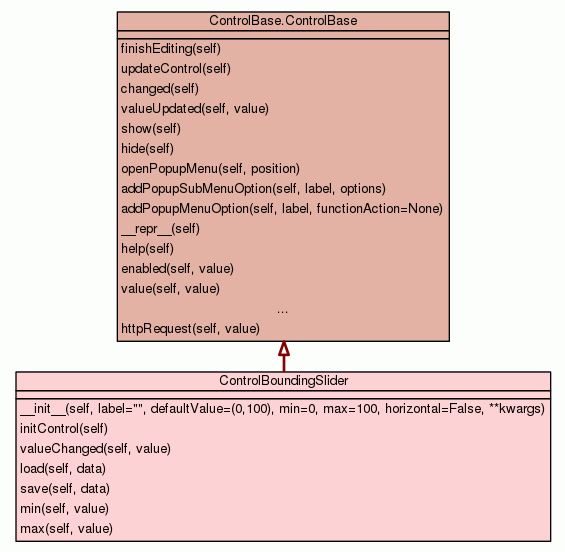 ControlBase.ControlBase
finishEditing(self)
updateControl(self)
changed(self)
valueUpdated(self, value)
show(self)
hide(self)
openPopupMenu(self, position)
addPopupSubMenuOption(self, label, options)
addPopupMenuOption(self, label, functionAction=None)
__repr__(self)
help(self)
enabled(self, value)
value(self, value)
...
httpRequest(self, value)
ControlBoundingSlider
__init__(self, label="", defaultValue=(0,100), min=0, max=100, horizontal=False, **kwargs)
initControl(self)
valueChanged(self, value)
load(self, data)
save(self, data)
min(self, value)
max(self, value)